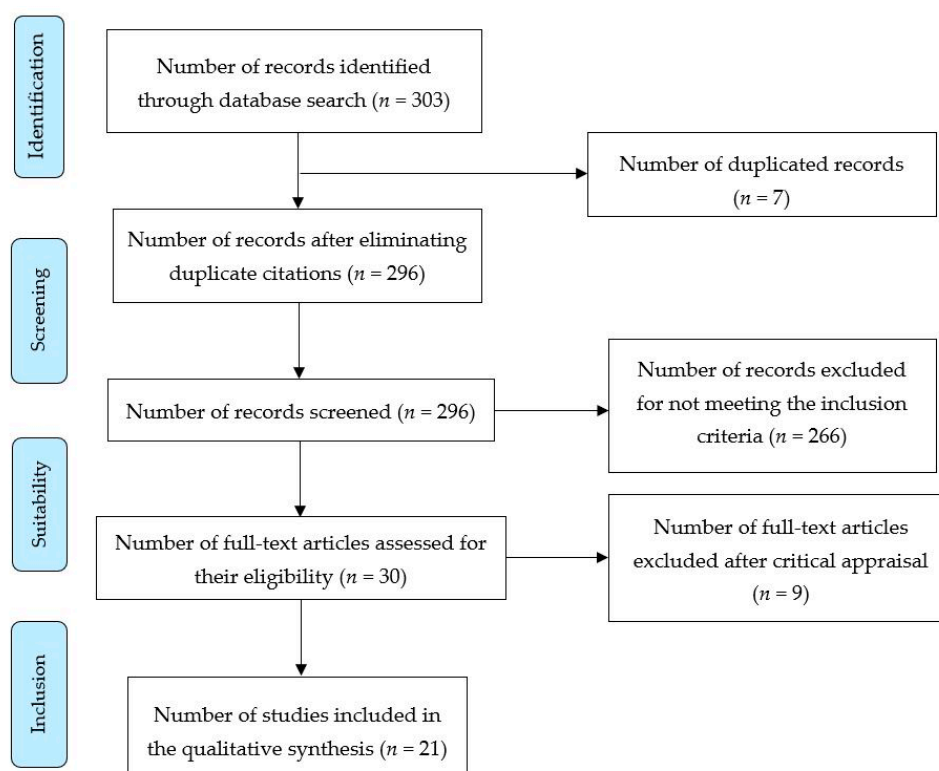 Identification
Number of records identified
through database search (n = 303)
Number of duplicated records
(n = 7)
Screening
Number of records after eliminating
duplicate citations (n = 296)
Number of records screened (n = 296)
Number of records excluded
for not meeting the inclusion
criteria (n = 266)
Suitability
Number of full-text articles assessed for
their eligibility (n = 30)
Number of full-text articles
excluded after critical appraisal
(n = 9)
Inclusion
Number of studies included in
the qualitative synthesis (n = 21)